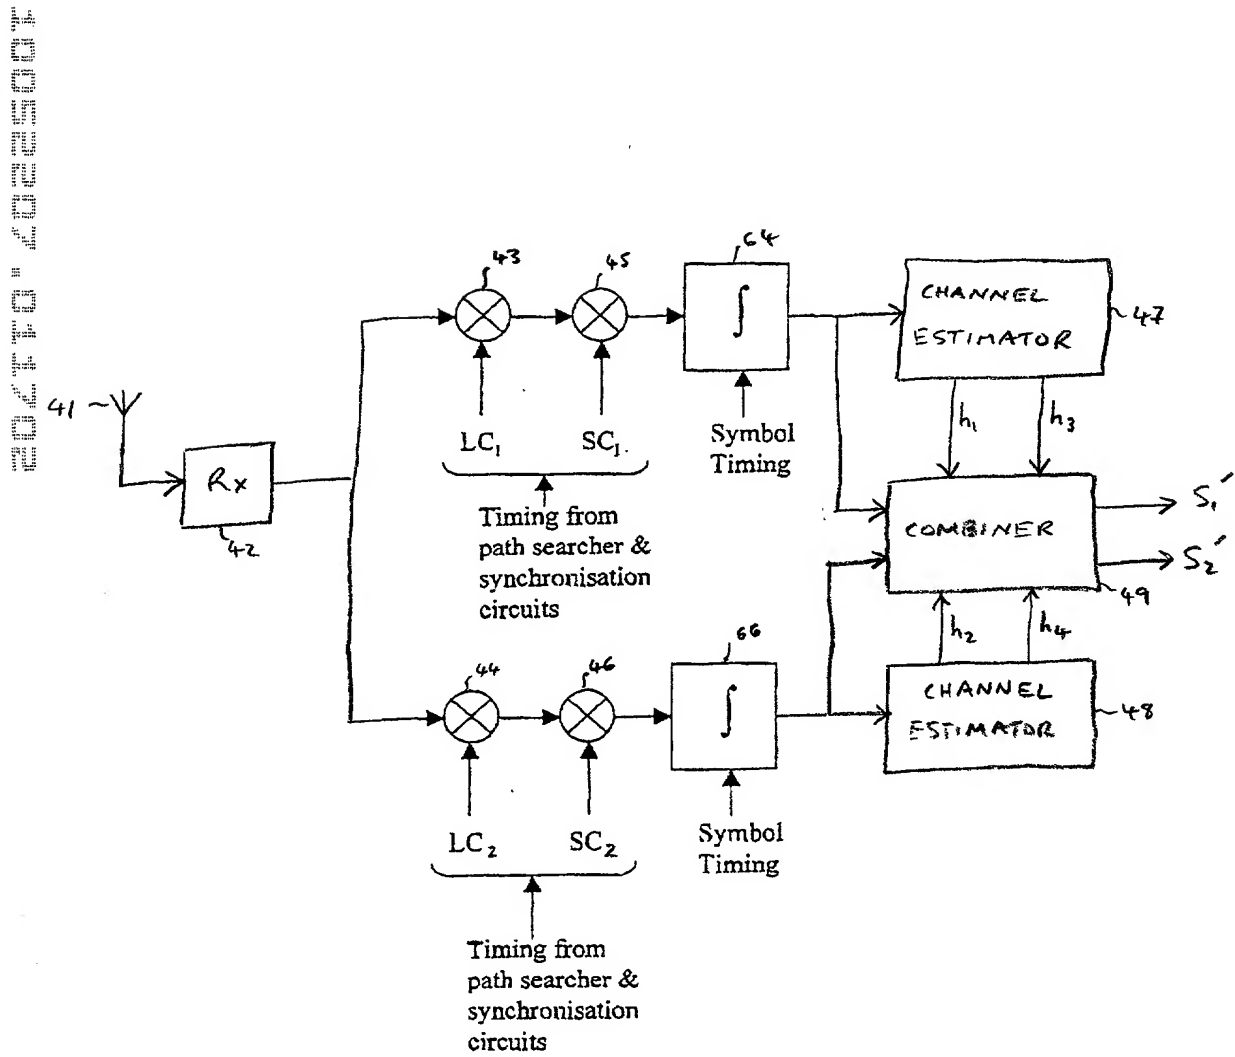 10052207.011702
43
45
64
CHANNEL
ESTIMATOR
47
41
Rx
42
LC₁
SC₁.
Symbol
Timing
h₁
h₃
Timing from
path searcher &
synchronisation
circuits
COMBINER
S₁′
S₂′
49
44
46
66
h₂
h₄
∫
∫
CHANNEL
ESTIMATOR
48
LC₂
SC₂
Symbol
Timing
Timing from
path searcher &
synchronisation
circuits